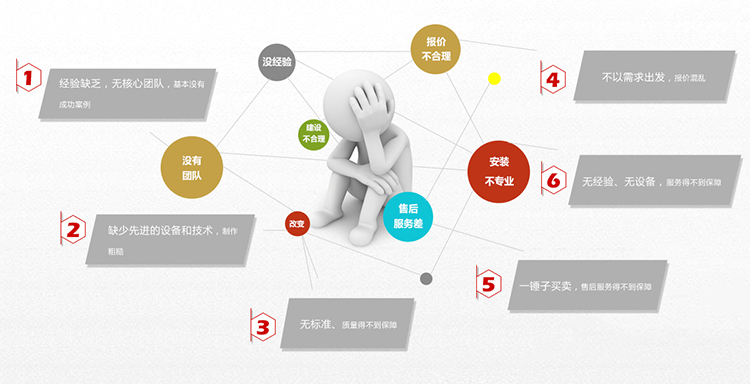 1
经验缺乏，无核心团队，基本没有
成功案例
没经验
报价
不合理
4
不以需求出发，报价混乱
建设
不合理
没有
团队
安装
不专业
6
无经验、无设备，服务得不到保障
2
缺少先进的设备和技术，制作
粗糙
改变
售后
服务差
5
一锤子买卖，售后服务得不到保障
3
无标准、质量得不到保障